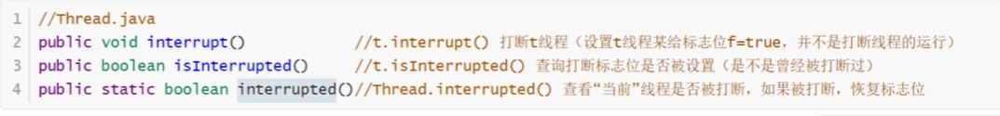 1 //Thread.java
2 public void interrupt() //t.interrupt() 打断t线程（设置t线程某给标志位f=true，并不是打断线程的运行）
3 public boolean isInterrupted() //t.isInterrupted() 查询打断标志位是否被设置（是不是曾经被打断过）
4 public static boolean interrupted()//Thread.interrupted() 查看“当前”线程是否被打断，如果被打断，恢复标志位